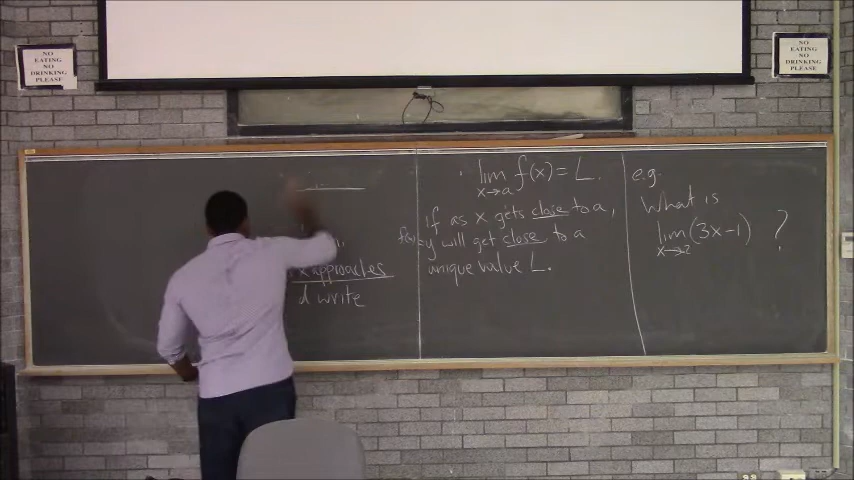 NO
EATING
NO
DRINKING
PLEASE
NO
EATING
NO
DRINKING
PLEASE
x approaches
d write
lim f(x) = L.
x→a
if as x gets close to a,
f(x)=y will get close to a
unique value L.
e.g.
What is
lim (3x-1) ?
x→2